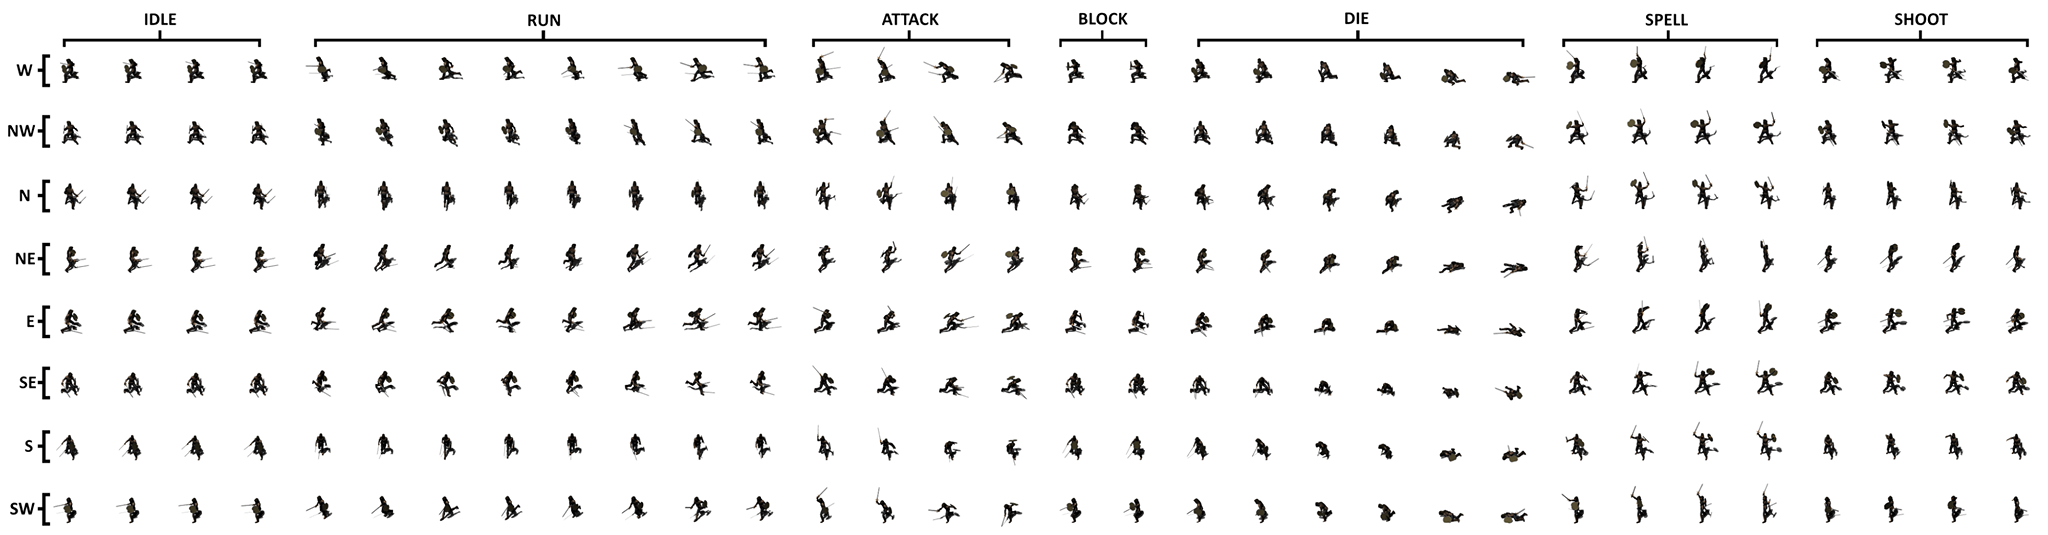 IDLE RUN ATTACK BLOCK DIE SPELL SHOOT
W
NW
N
NE
E
SE
S
SW